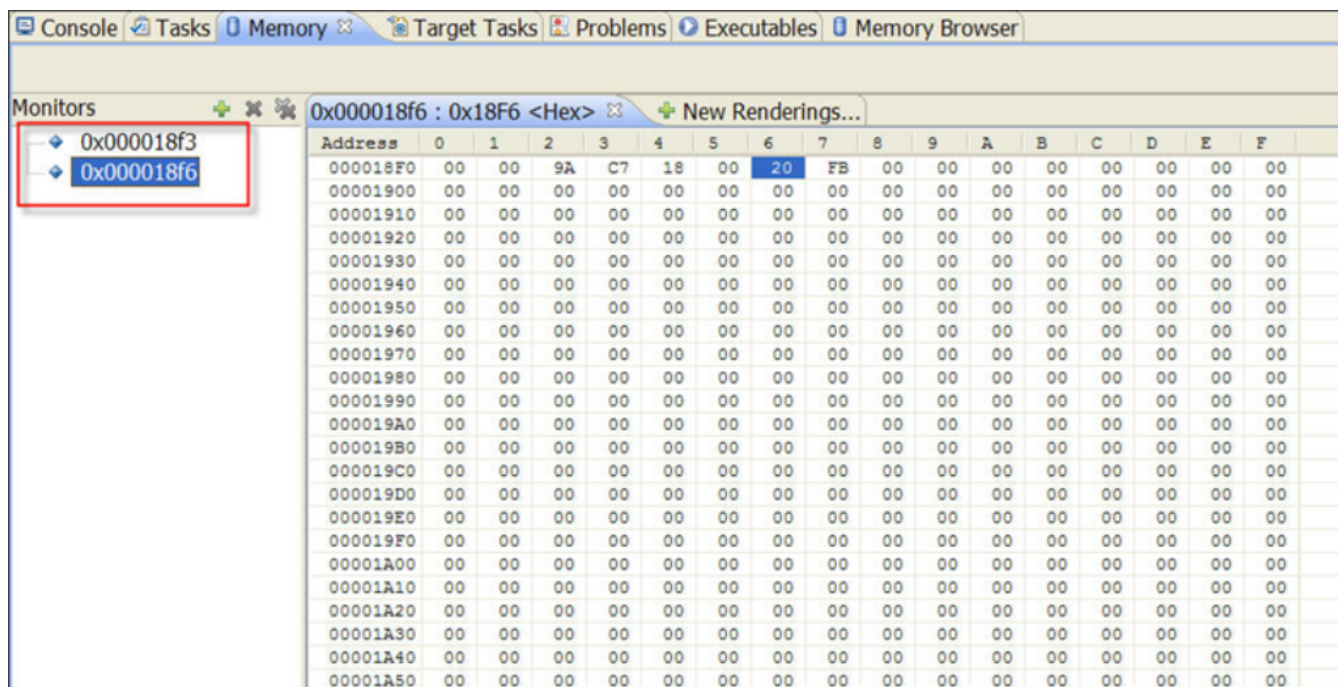 Console Tasks Memory Target Tasks Problems Executables Memory Browser
Monitors 0x000018f6 : 0x18F6 <Hex> New Renderings...
0x000018f3
0x000018f6
Address 0 1 2 3 4 5 6 7 8 9 A B C D E F
000018F0 00 00 9A C7 18 00 20 FB 00 00 00 00 00 00 00 00
00001900 00 00 00 00 00 00 00 00 00 00 00 00 00 00 00 00
00001910 00 00 00 00 00 00 00 00 00 00 00 00 00 00 00 00
00001920 00 00 00 00 00 00 00 00 00 00 00 00 00 00 00 00
00001930 00 00 00 00 00 00 00 00 00 00 00 00 00 00 00 00
00001940 00 00 00 00 00 00 00 00 00 00 00 00 00 00 00 00
00001950 00 00 00 00 00 00 00 00 00 00 00 00 00 00 00 00
00001960 00 00 00 00 00 00 00 00 00 00 00 00 00 00 00 00
00001970 00 00 00 00 00 00 00 00 00 00 00 00 00 00 00 00
00001980 00 00 00 00 00 00 00 00 00 00 00 00 00 00 00 00
00001990 00 00 00 00 00 00 00 00 00 00 00 00 00 00 00 00
000019A0 00 00 00 00 00 00 00 00 00 00 00 00 00 00 00 00
000019B0 00 00 00 00 00 00 00 00 00 00 00 00 00 00 00 00
000019C0 00 00 00 00 00 00 00 00 00 00 00 00 00 00 00 00
000019D0 00 00 00 00 00 00 00 00 00 00 00 00 00 00 00 00
000019E0 00 00 00 00 00 00 00 00 00 00 00 00 00 00 00 00
000019F0 00 00 00 00 00 00 00 00 00 00 00 00 00 00 00 00
00001A00 00 00 00 00 00 00 00 00 00 00 00 00 00 00 00 00
00001A10 00 00 00 00 00 00 00 00 00 00 00 00 00 00 00 00
00001A20 00 00 00 00 00 00 00 00 00 00 00 00 00 00 00 00
00001A30 00 00 00 00 00 00 00 00 00 00 00 00 00 00 00 00
00001A40 00 00 00 00 00 00 00 00 00 00 00 00 00 00 00 00
00001A50 00 00 00 00 00 00 00 00 00 00 00 00 00 00 00 00